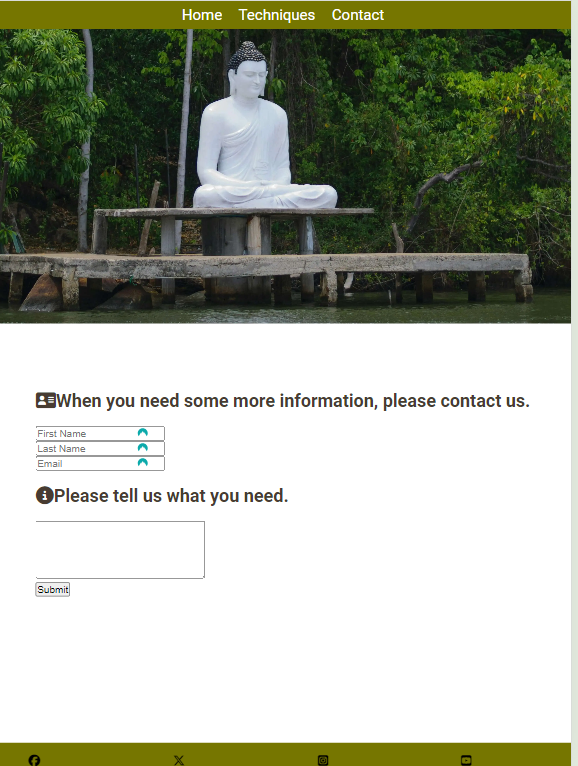 Home Techniques Contact
When you need some more information, please contact us.
First Name
Last Name
Email
Please tell us what you need.
Submit